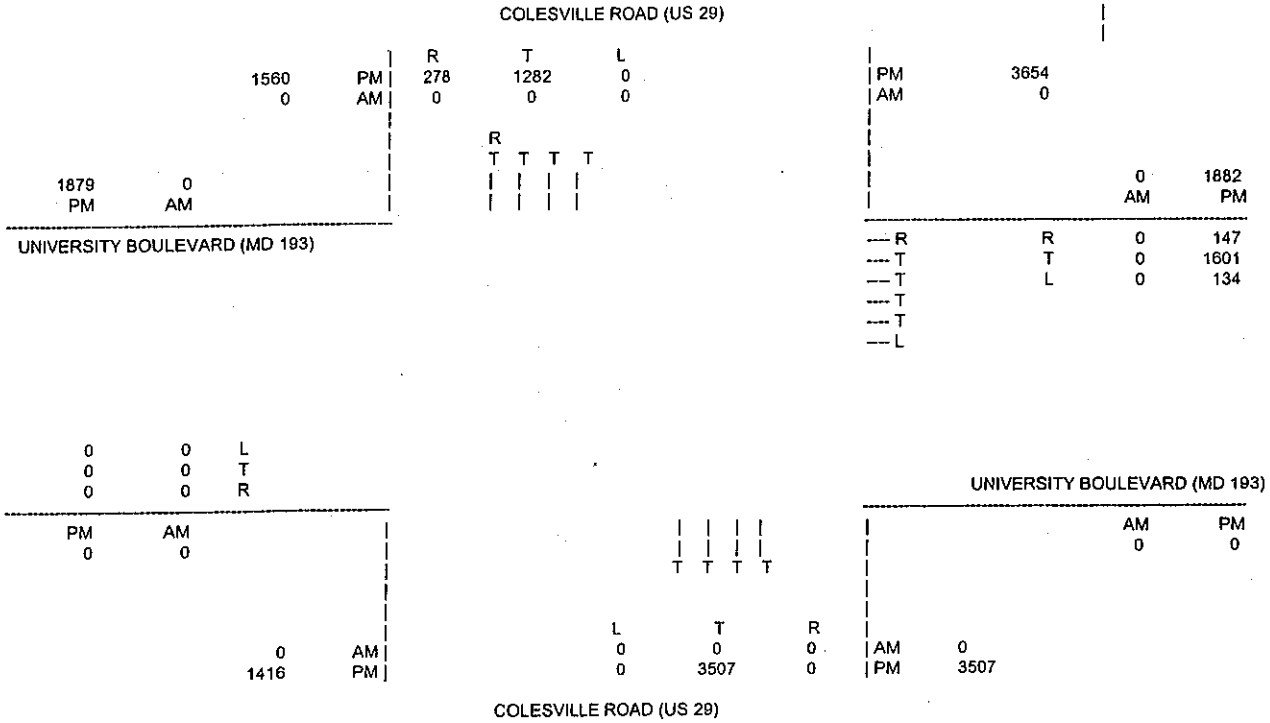 COLESVILLE ROAD (US 29)
R T L
1560 PM 278 1282 0 PM 3654
0 AM 0 0 0 AM 0
R
T T T T
1879 0 0 1882
PM AM AM PM
UNIVERSITY BOULEVARD (MD 193)
R R 0 147
T T 0 1601
T L 0 134
T
T
L
0 0 L
0 0 T
0 0 R
UNIVERSITY BOULEVARD (MD 193)
PM AM AM PM
0 0 0 0
T T T T
L T R
0 AM 0 0 0 AM 0
1416 PM 0 3507 0 PM 3507
COLESVILLE ROAD (US 29)